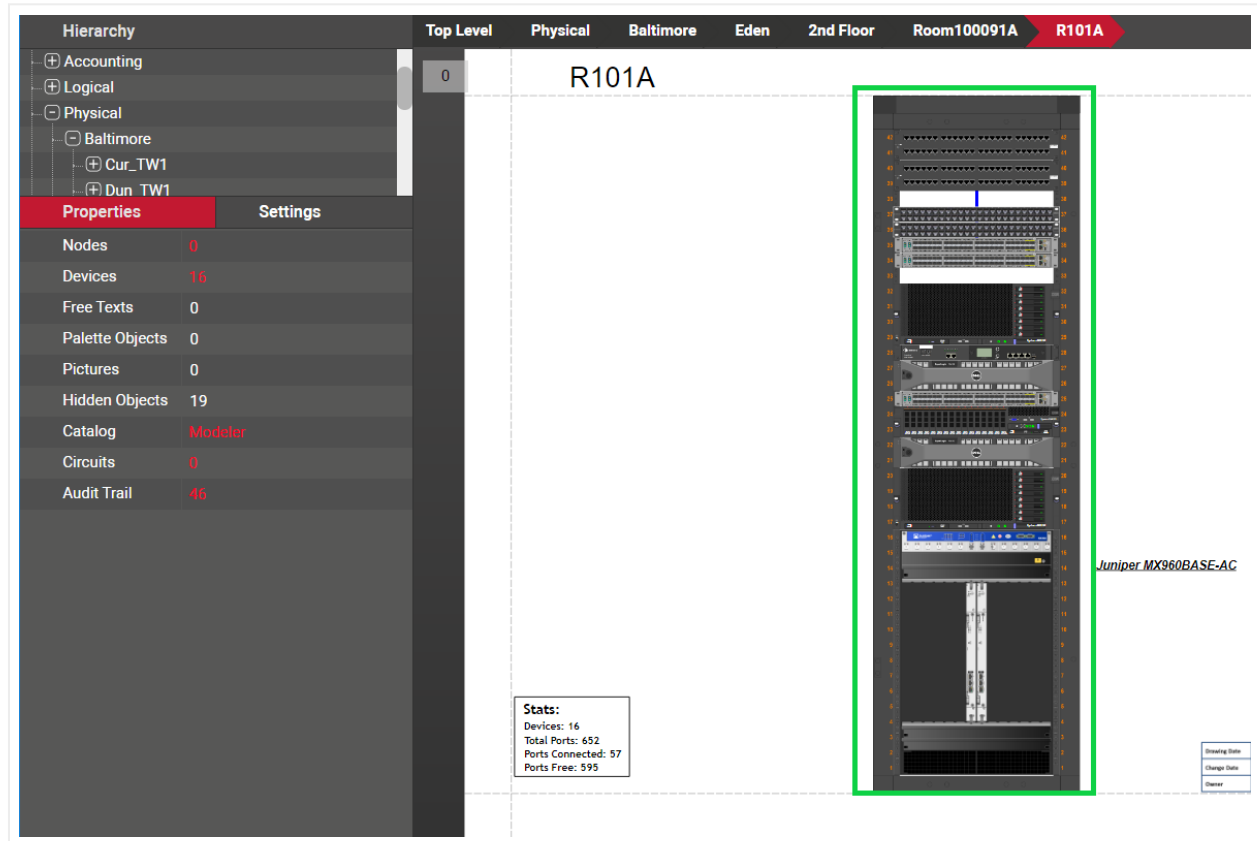 Hierarchy
Top Level Physical Baltimore Eden 2nd Floor Room100091A R101A
Accounting
Logical
Physical
Baltimore
Cur_TW1
Dun_TW1
0
R101A
Properties Settings
Nodes 0
Devices 16
Free Texts 0
Palette Objects 0
Pictures 0
Hidden Objects 19
Catalog Modeler
Circuits 0
Audit Trail 46
Juniper MX960BASE-AC
Stats:
Devices: 16
Total Ports: 652
Ports Connected: 57
Ports Free: 595
Drawing Date
Change Date
Owner